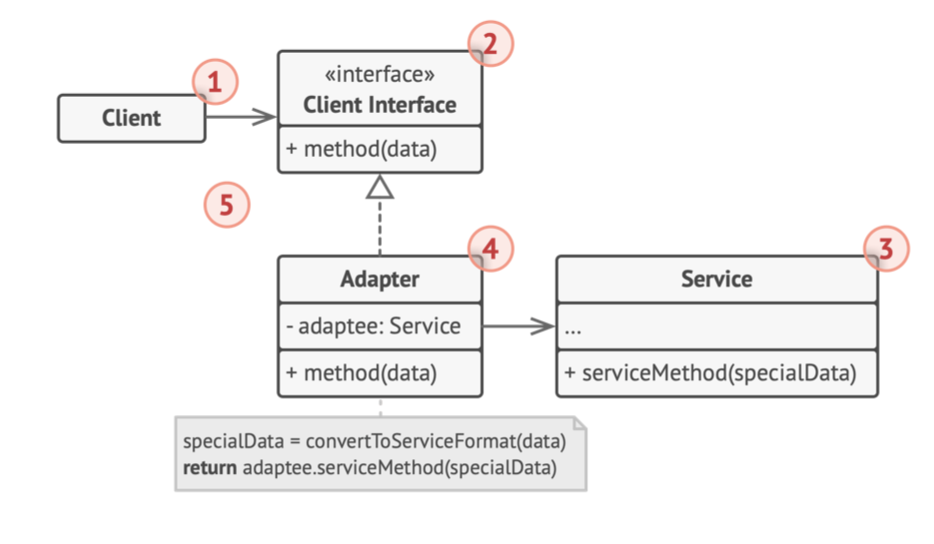 1
Client
2
«interface»
Client Interface
+ method(data)
5
4
Adapter
- adaptee: Service
+ method(data)
3
Service
...
+ serviceMethod(specialData)
specialData = convertToServiceFormat(data)
return adaptee.serviceMethod(specialData)